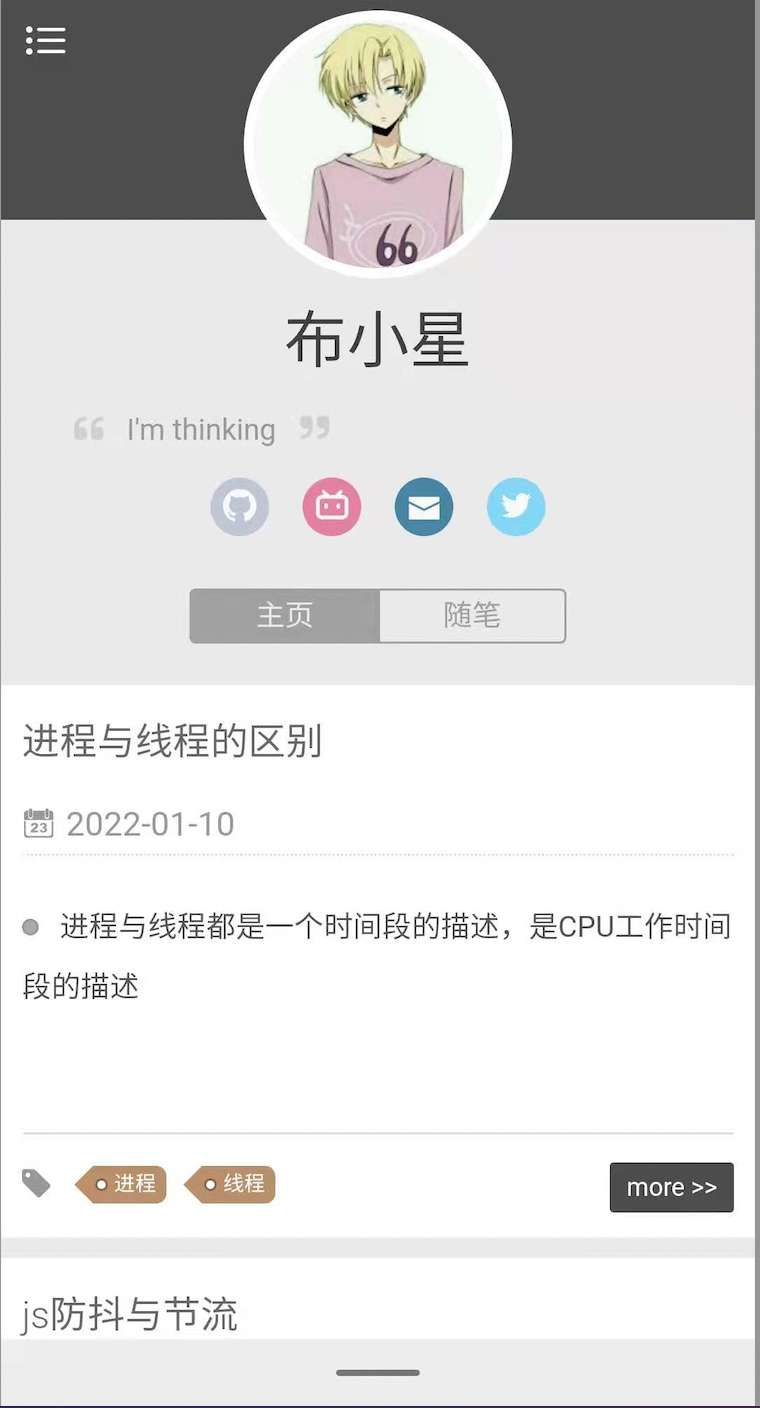 66
布小星
“ I'm thinking ”
主页 随笔
进程与线程的区别
23 2022-01-10
进程与线程都是一个时间段的描述，是CPU工作时间
段的描述
进程 线程 more >>
js防抖与节流